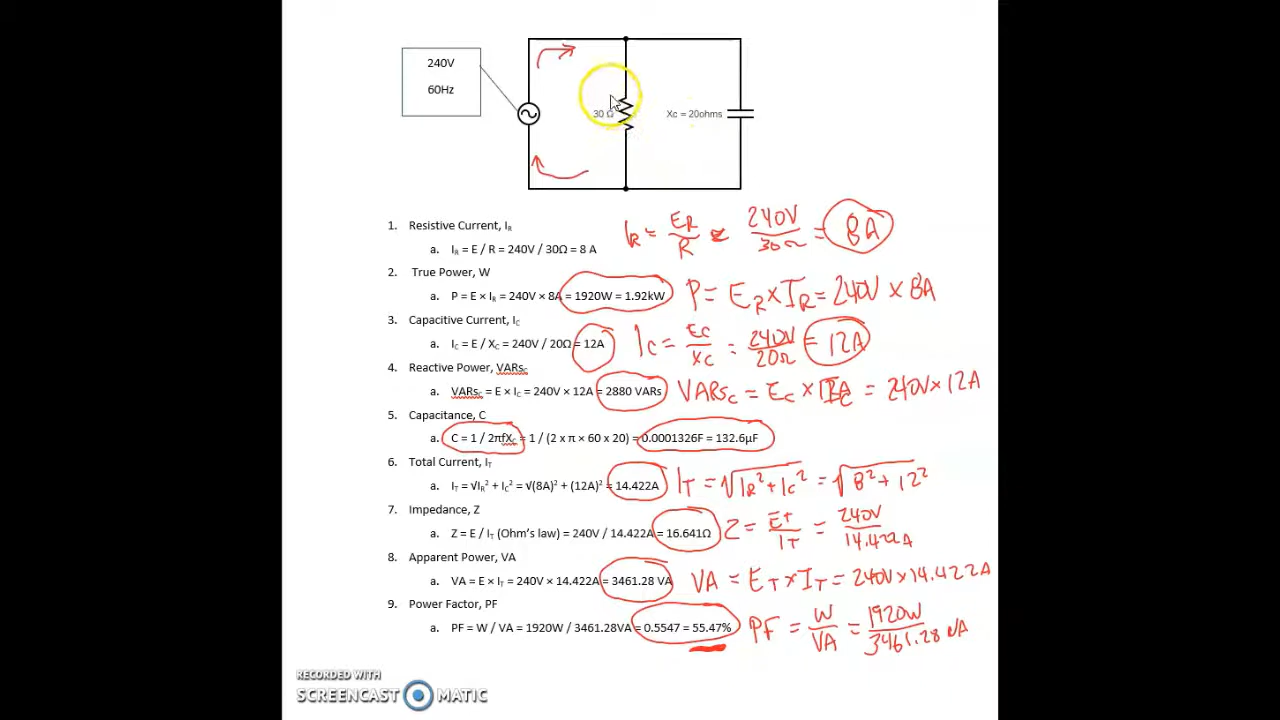 240V
60Hz
30 Ω
Xc = 20ohms
1. Resistive Current, IR
a. IR = E / R = 240V / 30Ω = 8 A
IR = ER / R = 240V / 30Ω = 8A
2. True Power, W
a. P = E × IR = 240V × 8A = 1920W = 1.92kW
P = ER × IR = 240V × 8A
3. Capacitive Current, IC
a. IC = E / XC = 240V / 20Ω = 12A
IC = EC / XC = 240V / 20Ω = 12A
4. Reactive Power, VARsC
a. VARsC = E × IC = 240V × 12A = 2880 VARs
VARSC = EC × IC = 240V × 12A
5. Capacitance, C
a. C = 1 / 2πfXC = 1 / (2 x π × 60 x 20) = 0.0001326F = 132.6µF
6. Total Current, IT
a. IT = √IR² + IC² = √(8A)² + (12A)² = 14.422A
IT = √IR² + IC² = √8² + 12²
7. Impedance, Z
a. Z = E / IT (Ohm’s law) = 240V / 14.422A = 16.641Ω
Z = ET / IT = 240V / 14.422A
8. Apparent Power, VA
a. VA = E × IT = 240V × 14.422A = 3461.28 VA
VA = ET × IT = 240V × 14.422A
9. Power Factor, PF
a. PF = W / VA = 1920W / 3461.28VA = 0.5547 = 55.47%
PF = W / VA = 1920W / 3461.28 VA
RECORDED WITH
SCREENCAST MATIC